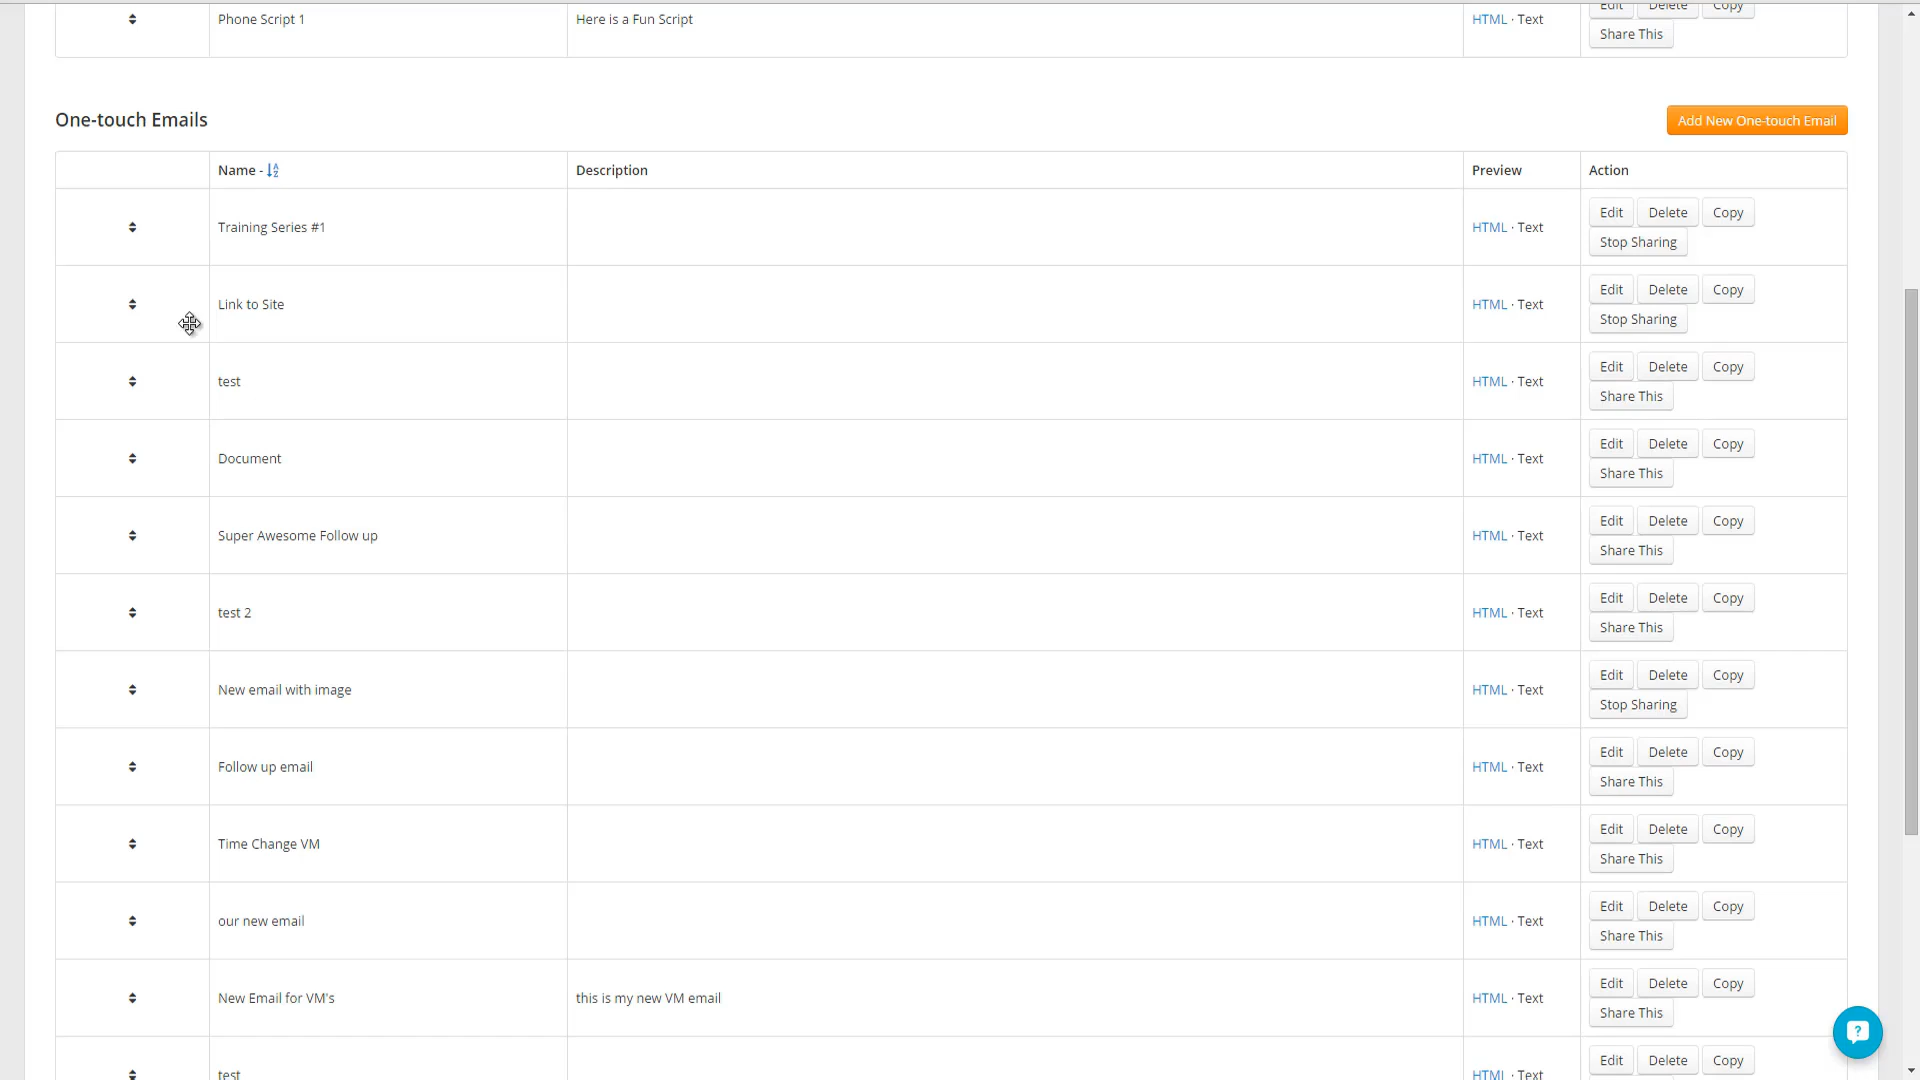 Edit Delete Copy
Phone Script 1 Here is a Fun Script HTML · Text
Share This
One-touch Emails Add New One-touch Email
Name - Description Preview Action
Edit Delete Copy
Training Series #1 HTML · Text
Stop Sharing
Edit Delete Copy
Link to Site HTML · Text
Stop Sharing
Edit Delete Copy
test HTML · Text
Share This
Edit Delete Copy
Document HTML · Text
Share This
Edit Delete Copy
Super Awesome Follow up HTML · Text
Share This
Edit Delete Copy
test 2 HTML · Text
Share This
Edit Delete Copy
New email with image HTML · Text
Stop Sharing
Edit Delete Copy
Follow up email HTML · Text
Share This
Edit Delete Copy
Time Change VM HTML · Text
Share This
Edit Delete Copy
our new email HTML · Text
Share This
Edit Delete Copy
New Email for VM's this is my new VM email HTML · Text
Share This
Edit Delete Copy
test HTML · Text